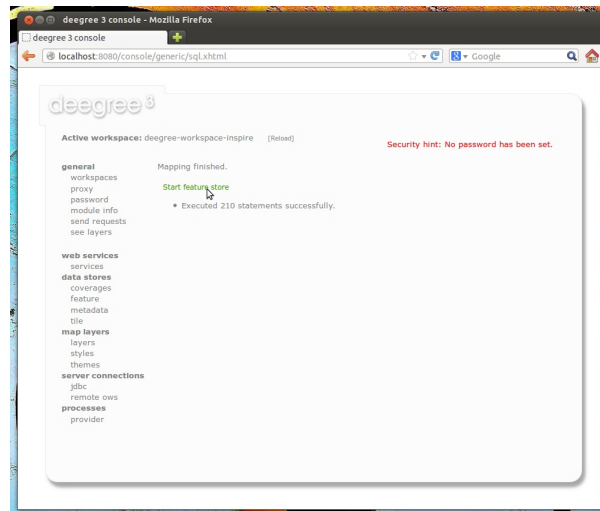 deegree 3 console - Mozilla Firefox
deegree 3 console
localhost:8080/console/generic/sql.xhtml
Google
deegree 3
Active workspace: deegree-workspace-inspire [Reload]
Security hint: No password has been set.
general
workspaces
proxy
password
module info
send requests
see layers
web services
services
data stores
coverages
feature
metadata
tile
map layers
layers
styles
themes
server connections
jdbc
remote ows
processes
provider
Mapping finished.
Start feature store
Executed 210 statements successfully.